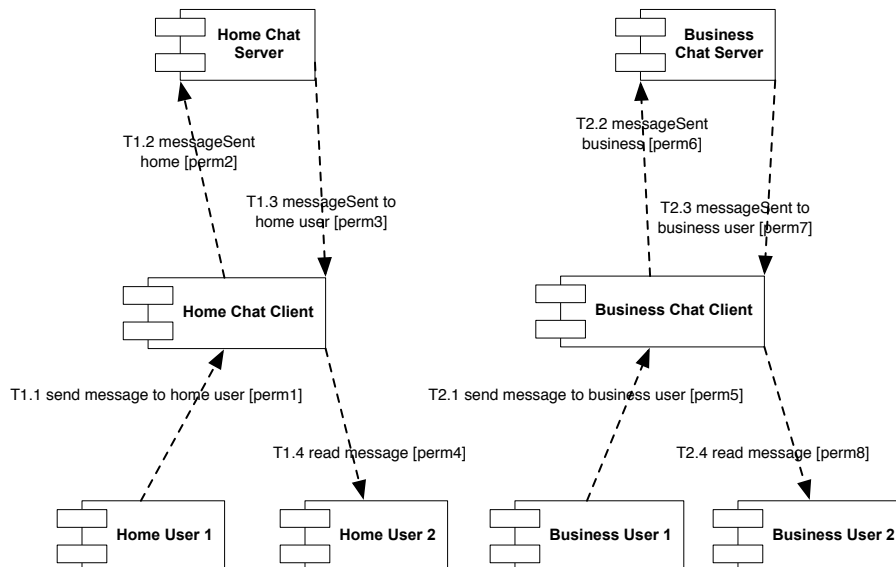 Home Chat
Server
Business
Chat Server
T1.2 messageSent
home [perm2]
T2.2 messageSent
business [perm6]
T1.3 messageSent to
home user [perm3]
T2.3 messageSent to
business user [perm7]
Home Chat Client
Business Chat Client
T1.1 send message to home user [perm1]
T2.1 send message to business user [perm5]
T1.4 read message [perm4]
T2.4 read message [perm8]
Home User 1
Home User 2
Business User 1
Business User 2